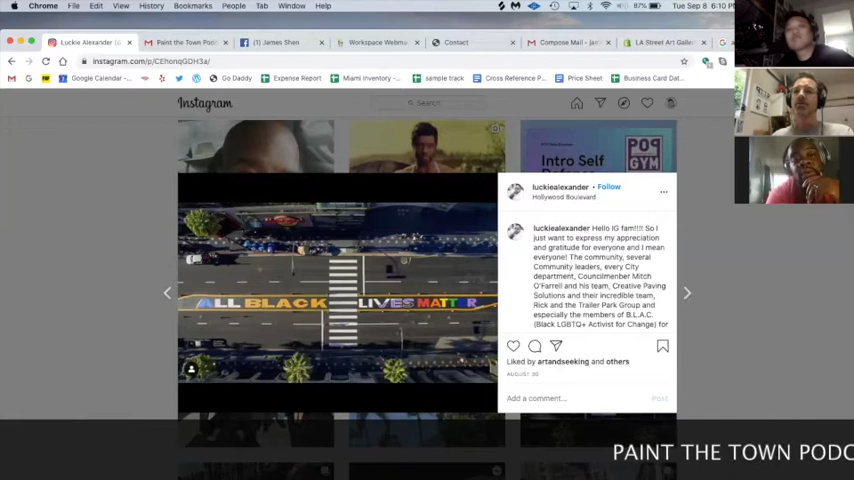 Chrome File Edit View History Bookmarks People Tab Window Help
87% Tue Sep 8 6:10 P
Luckie Alexander (
Paint the Town Pod
(1) James Shen
Workspace Webm
Contact
Compose Mail - ja
LA Street Art Galler
instagram.com/p/CEhonqGDH3a/
Google Calendar - Go Daddy Expense Report Miami Inventory - sample track Cross Reference P Price Sheet Business Card Dat
Instagram
Search
Intro Self
Defense
POP
GYM
ALL BLACK LIVES MATTER
luckiealexander • Follow
Hollywood Boulevard
luckiealexander Hello IG fam!!!! So I
just want to express my appreciation
and gratitude for everyone and I mean
everyone! The community, several
Community leaders, every City
department, Councilmenber Mitch
O'Farrell and his team, Creative Paving
Solutions and their incredible team,
Rick and the Trailer Park Group and
especially the members of B.L.A.C.
(Black LGBTQ+ Activist for Change) for
Liked by artandseeking and others
AUGUST 30
Add a comment...
Post
PAINT THE TOWN PODC